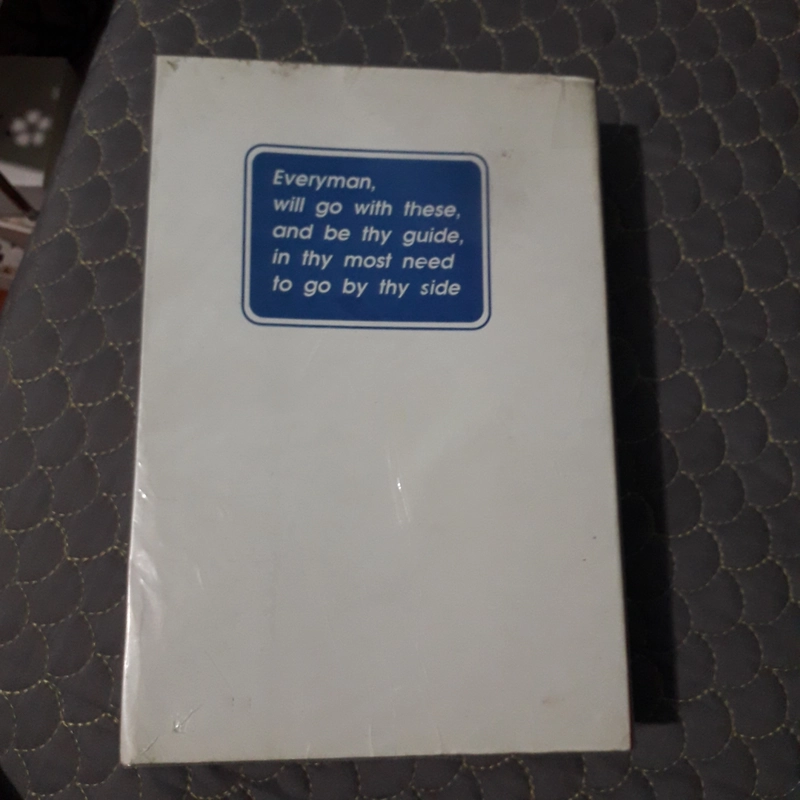 Everyman,
will go with these,
and be thy guide,
in thy most need
to go by thy side